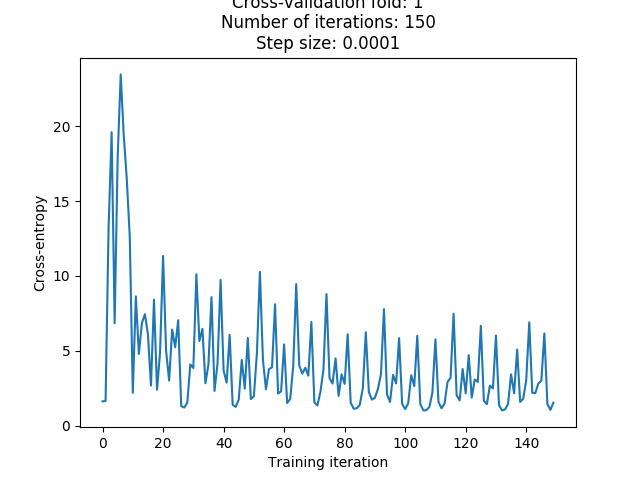 Cross-validation fold: 1
Number of iterations: 150
Step size: 0.0001
20
15
10
5
0
Cross-entropy
0 20 40 60 80 100 120 140
Training iteration